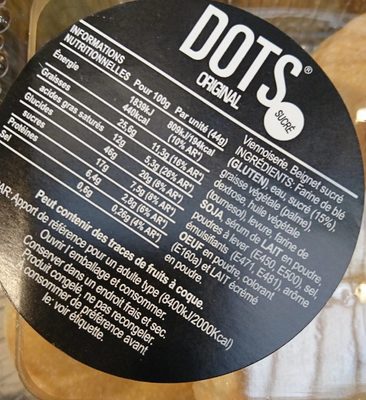 DOTS®
ORIGINAL
SUCRÉ
INFORMATIONS
NUTRITIONNELLES Pour 100g Par unité (44g)
Énergie 1839kJ 809kJ/194kcal
440kcal (10% AR*)
Graisses 25,6g 11,3g (16% AR*)
acides gras saturés 12g 5,3g (26% AR*)
Glucides 46g 20g (8% AR*)
sucres 17g 7,5g (8% AR*)
Protéines 6,4g 2,8g (6% AR*)
Sel 0,6g 0,26g (4% AR*)
AR*: Apport de référence pour un adulte type (8400kJ/2000Kcal)
Peut contenir des traces de fruits à coque.
Ouvrir l'emballage et consommer.
Conserver dans un endroit frais et sec.
Produit congelé, ne pas recongeler.
À consommer de préférence avant
le: voir étiquette.
Viennoiserie. Beignet sucré
INGRÉDIENTS: Farine de blé
(GLUTEN), eau, sucre (15%),
graisse végétale (palme),
dextrose, huile végétale
(tournesol), levure, farine de
SOJA, sérum de LAIT en poudre,
poudres à lever (E450, E500), sel,
émulsifiants (E471, E481), arôme
OEUF en poudre, colorant
(E160a) et LAIT écrémé
en poudre.